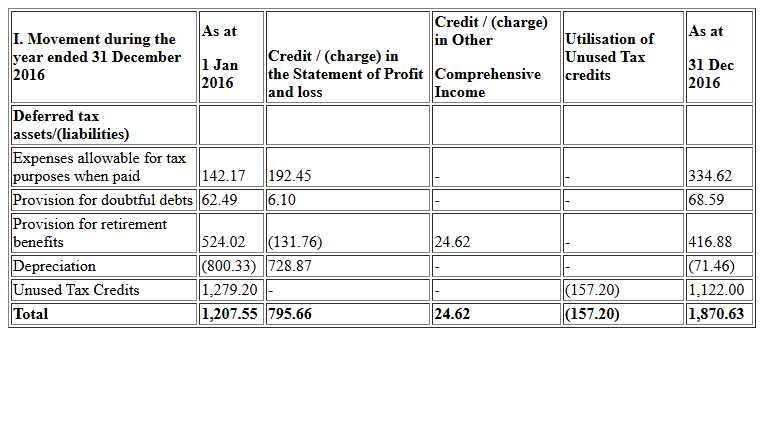 I. Movement during the year ended 31 December 2016 | As at 1 Jan 2016 | Credit / (charge) in the Statement of Profit and loss | Credit / (charge) in Other Comprehensive Income | Utilisation of Unused Tax credits | As at 31 Dec 2016
Deferred tax assets/(liabilities)
Expenses allowable for tax purposes when paid | 142.17 | 192.45 | - | - | 334.62
Provision for doubtful debts | 62.49 | 6.10 | - | - | 68.59
Provision for retirement benefits | 524.02 | (131.76) | 24.62 | - | 416.88
Depreciation | (800.33) | 728.87 | - | - | (71.46)
Unused Tax Credits | 1,279.20 | - | - | (157.20) | 1,122.00
Total | 1,207.55 | 795.66 | 24.62 | (157.20) | 1,870.63